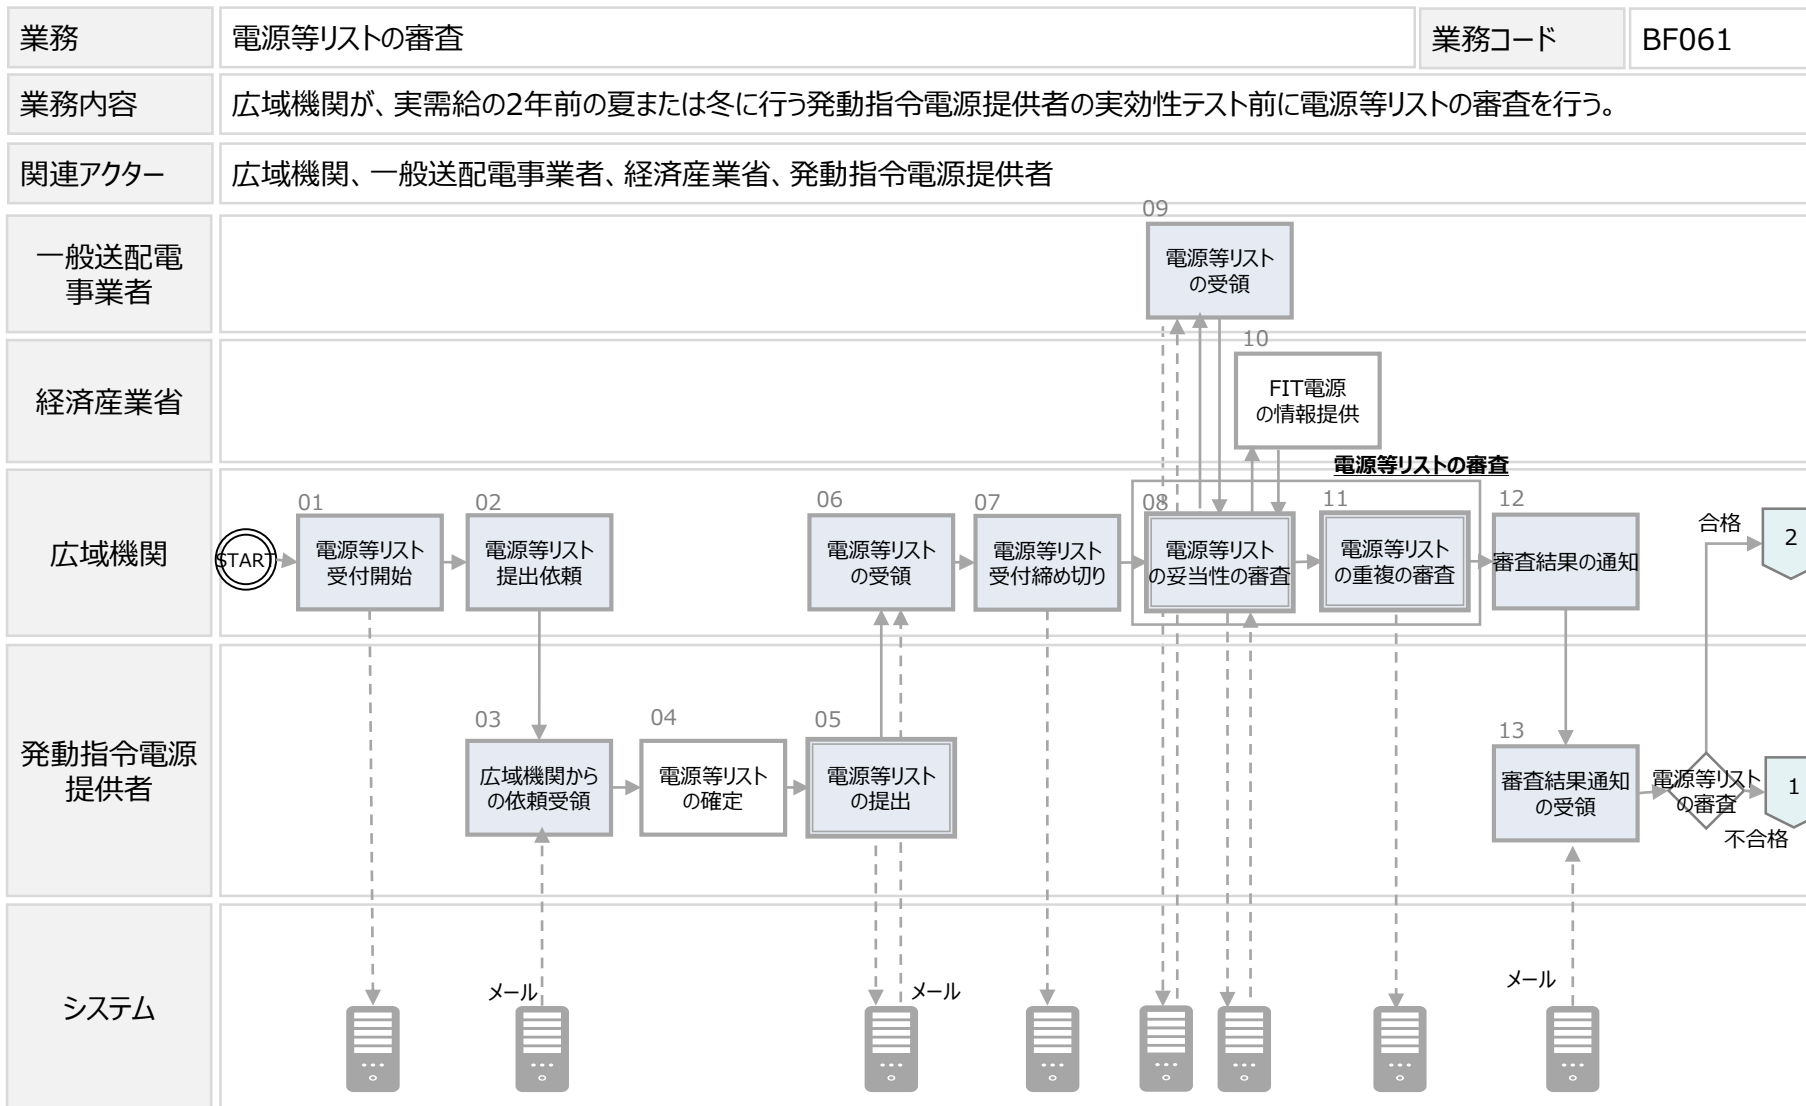 業務
電源等リストの審査
業務コード
BF061
業務内容
広域機関が、実需給の2年前の夏または冬に行う発動指令電源提供者の実効性テスト前に電源等リストの審査を行う。
関連アクター
広域機関、一般送配電事業者、経済産業省、発動指令電源提供者
一般送配電
事業者
09
電源等リスト
の受領
経済産業省
10
FIT電源
の情報提供
広域機関
START
01
電源等リスト
受付開始
02
電源等リスト
提出依頼
06
電源等リスト
の受領
07
電源等リスト
受付締め切り
電源等リストの審査
08
電源等リスト
の妥当性の審査
11
電源等リスト
の重複の審査
12
審査結果の通知
合格
2
発動指令電源
提供者
03
広域機関から
の依頼受領
04
電源等リスト
の確定
05
電源等リスト
の提出
13
審査結果通知
の受領
電源等リスト
の審査
1
不合格
システム
メール
メール
メール